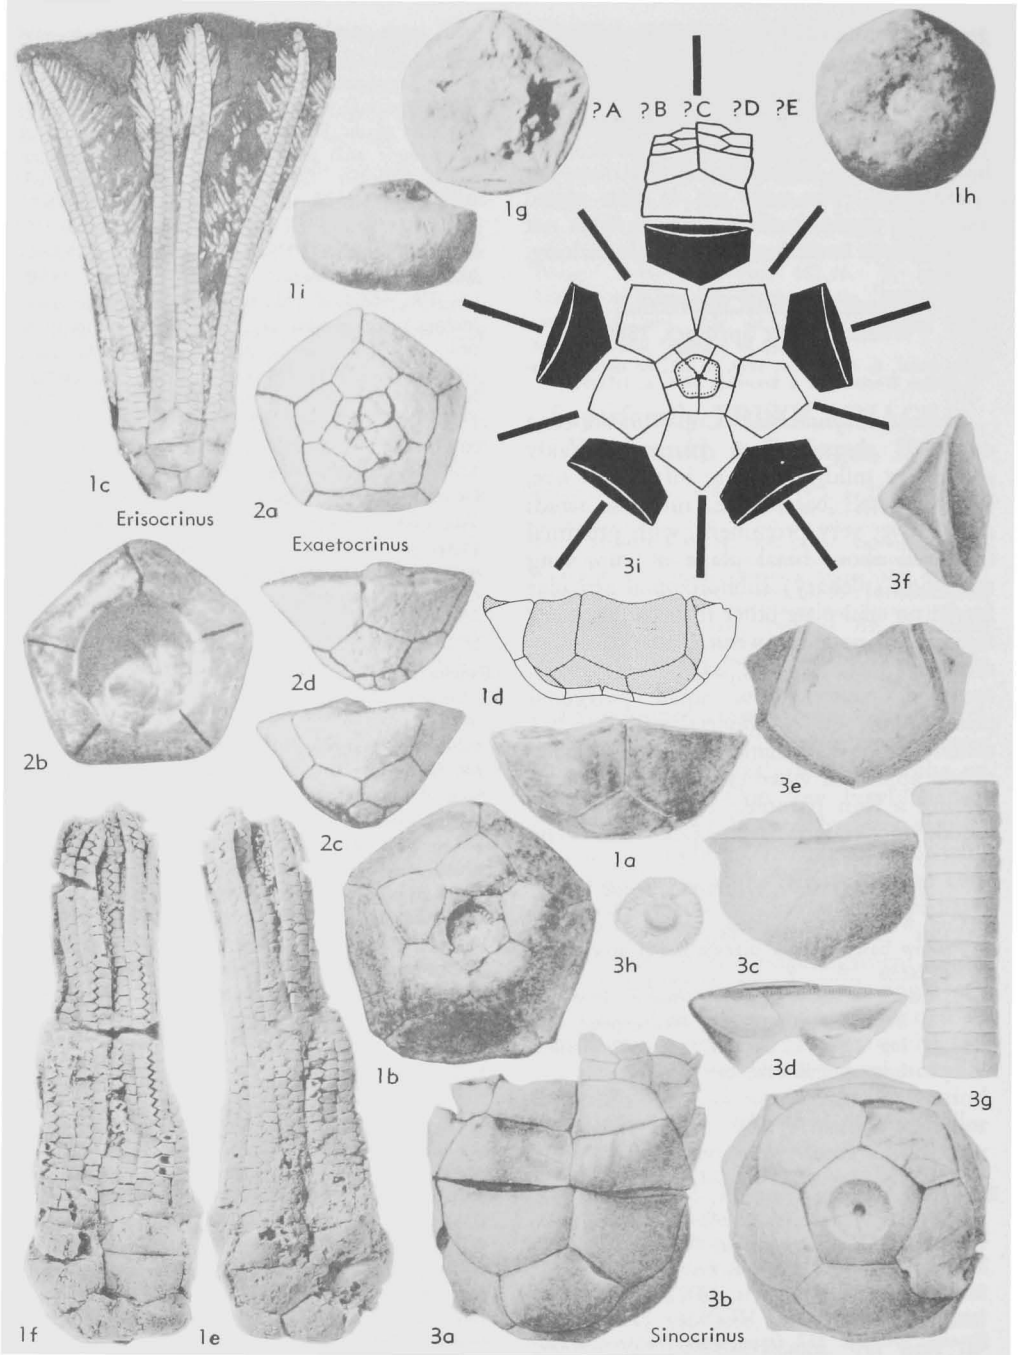 1g
?A ?B ?C ?D ?E
1h
1i
1c
Erisocrinus
2a
Exaetocrinus
3i
3f
2d
1d
2b
3e
2c
1a
3h
3c
1b
3d
3g
1f
1e
3a
Sinocrinus
3b